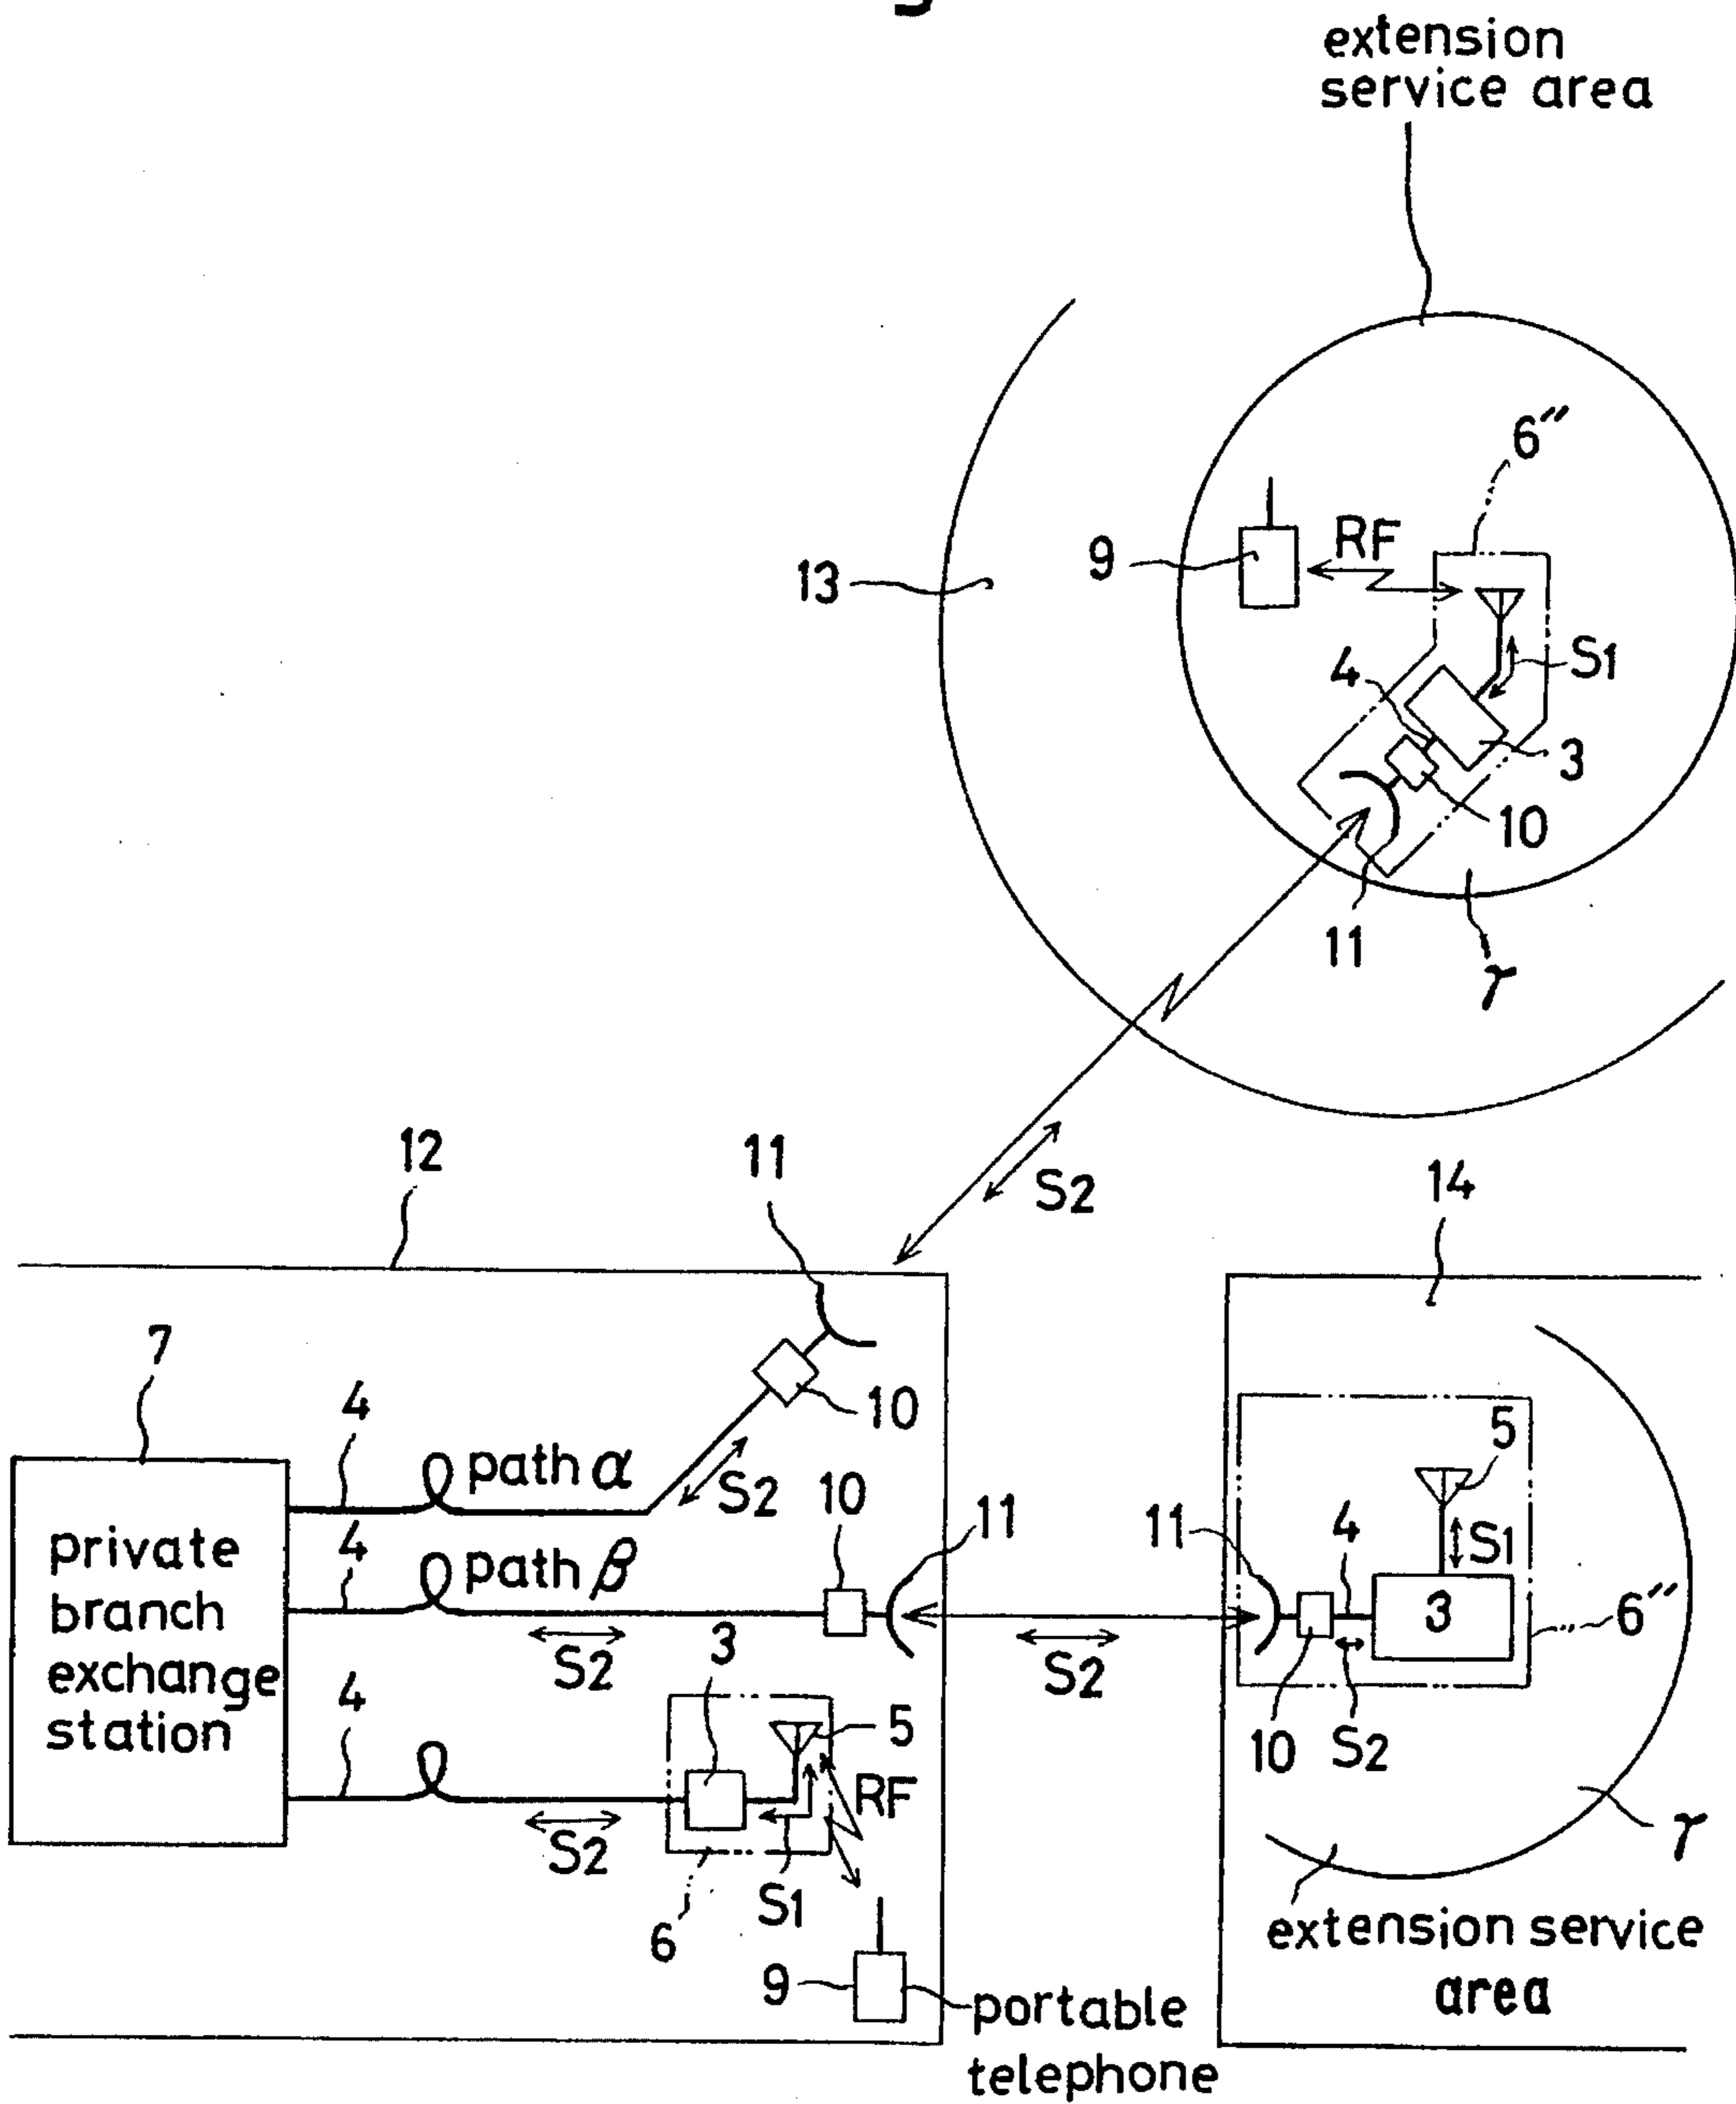 extension
service area
6″
RF
9
13
S1
4
3
10
11
γ
S2
12
11
14
7
10
4
path α
S2
10
5
11
11
4
S1
4
path β
private
branch
exchange
station
3
6″
S2
3
S2
10
S2
4
5
RF
γ
S2
S1
6
extension service
area
9
portable
telephone